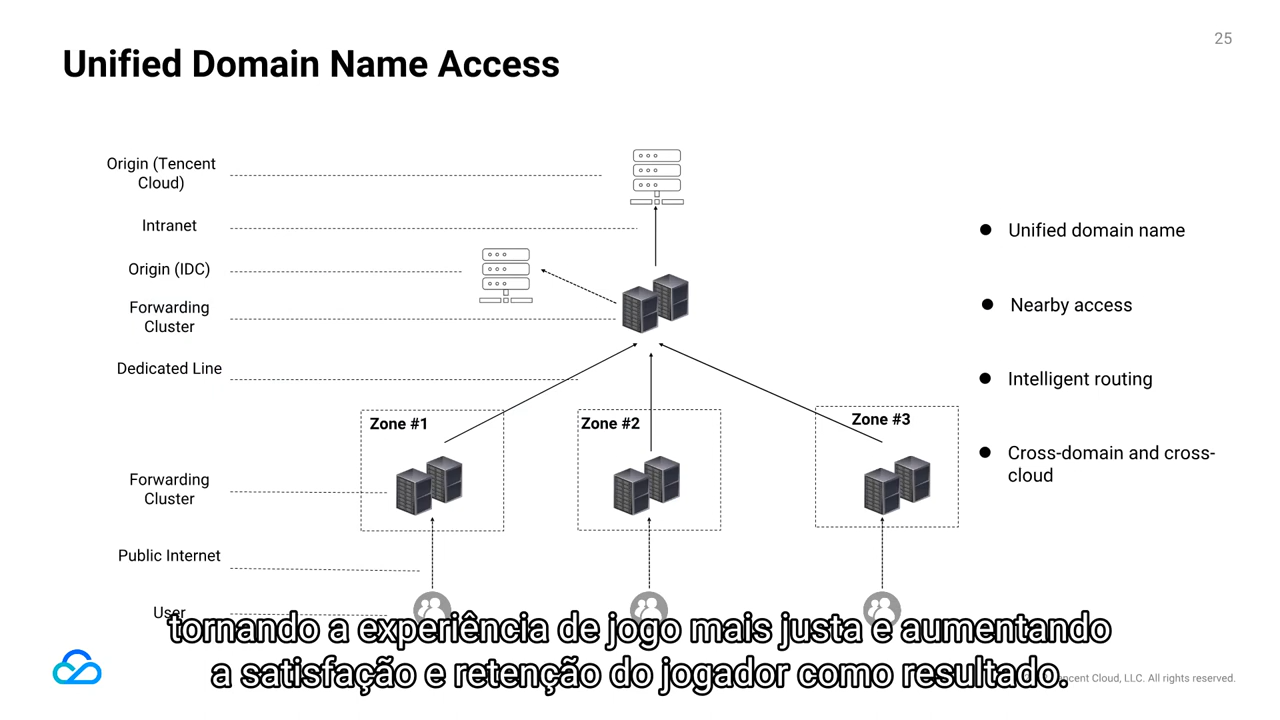 25
Unified Domain Name Access
Origin (Tencent
Cloud)
Intranet
Origin (IDC)
Forwarding
Cluster
Dedicated Line
Zone #1
Zone #2
Zone #3
Forwarding
Cluster
Public Internet
User
Unified domain name
Nearby access
Intelligent routing
Cross-domain and cross-
cloud
tornando a experiência de jogo mais justa e aumentando
a satisfação e retenção do jogador como resultado.
Cloud, LLC. All rights reserved.